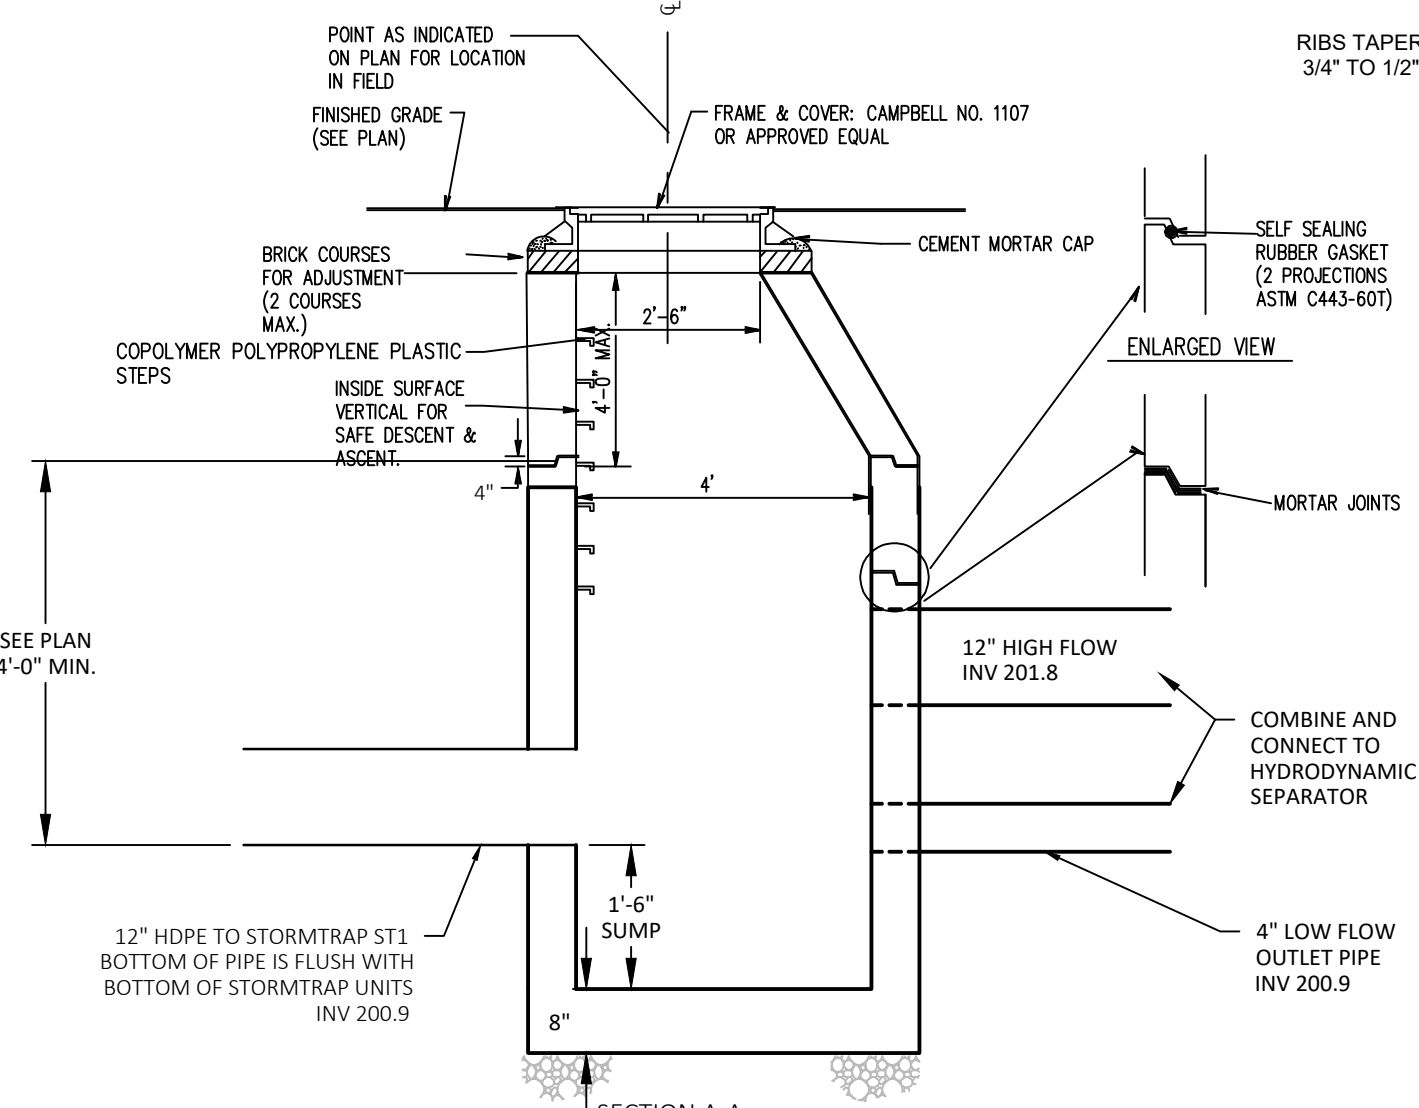 ℄
POINT AS INDICATED
ON PLAN FOR LOCATION
IN FIELD
RIBS TAPER
3/4" TO 1/2"
FINISHED GRADE
(SEE PLAN)
FRAME & COVER: CAMPBELL NO. 1107
OR APPROVED EQUAL
CEMENT MORTAR CAP
SELF SEALING
RUBBER GASKET
(2 PROJECTIONS
ASTM C443-60T)
BRICK COURSES
FOR ADJUSTMENT
(2 COURSES
MAX.)
2'-6"
4'-0" MAX.
ENLARGED VIEW
COPOLYMER POLYPROPYLENE PLASTIC
STEPS
INSIDE SURFACE
VERTICAL FOR
SAFE DESCENT &
ASCENT.
4"
4'
MORTAR JOINTS
SEE PLAN
4'-0" MIN.
12" HIGH FLOW
INV 201.8
COMBINE AND
CONNECT TO
HYDRODYNAMIC
SEPARATOR
1'-6"
SUMP
12" HDPE TO STORMTRAP ST1
BOTTOM OF PIPE IS FLUSH WITH
BOTTOM OF STORMTRAP UNITS
INV 200.9
4" LOW FLOW
OUTLET PIPE
INV 200.9
8"
SECTION A-A